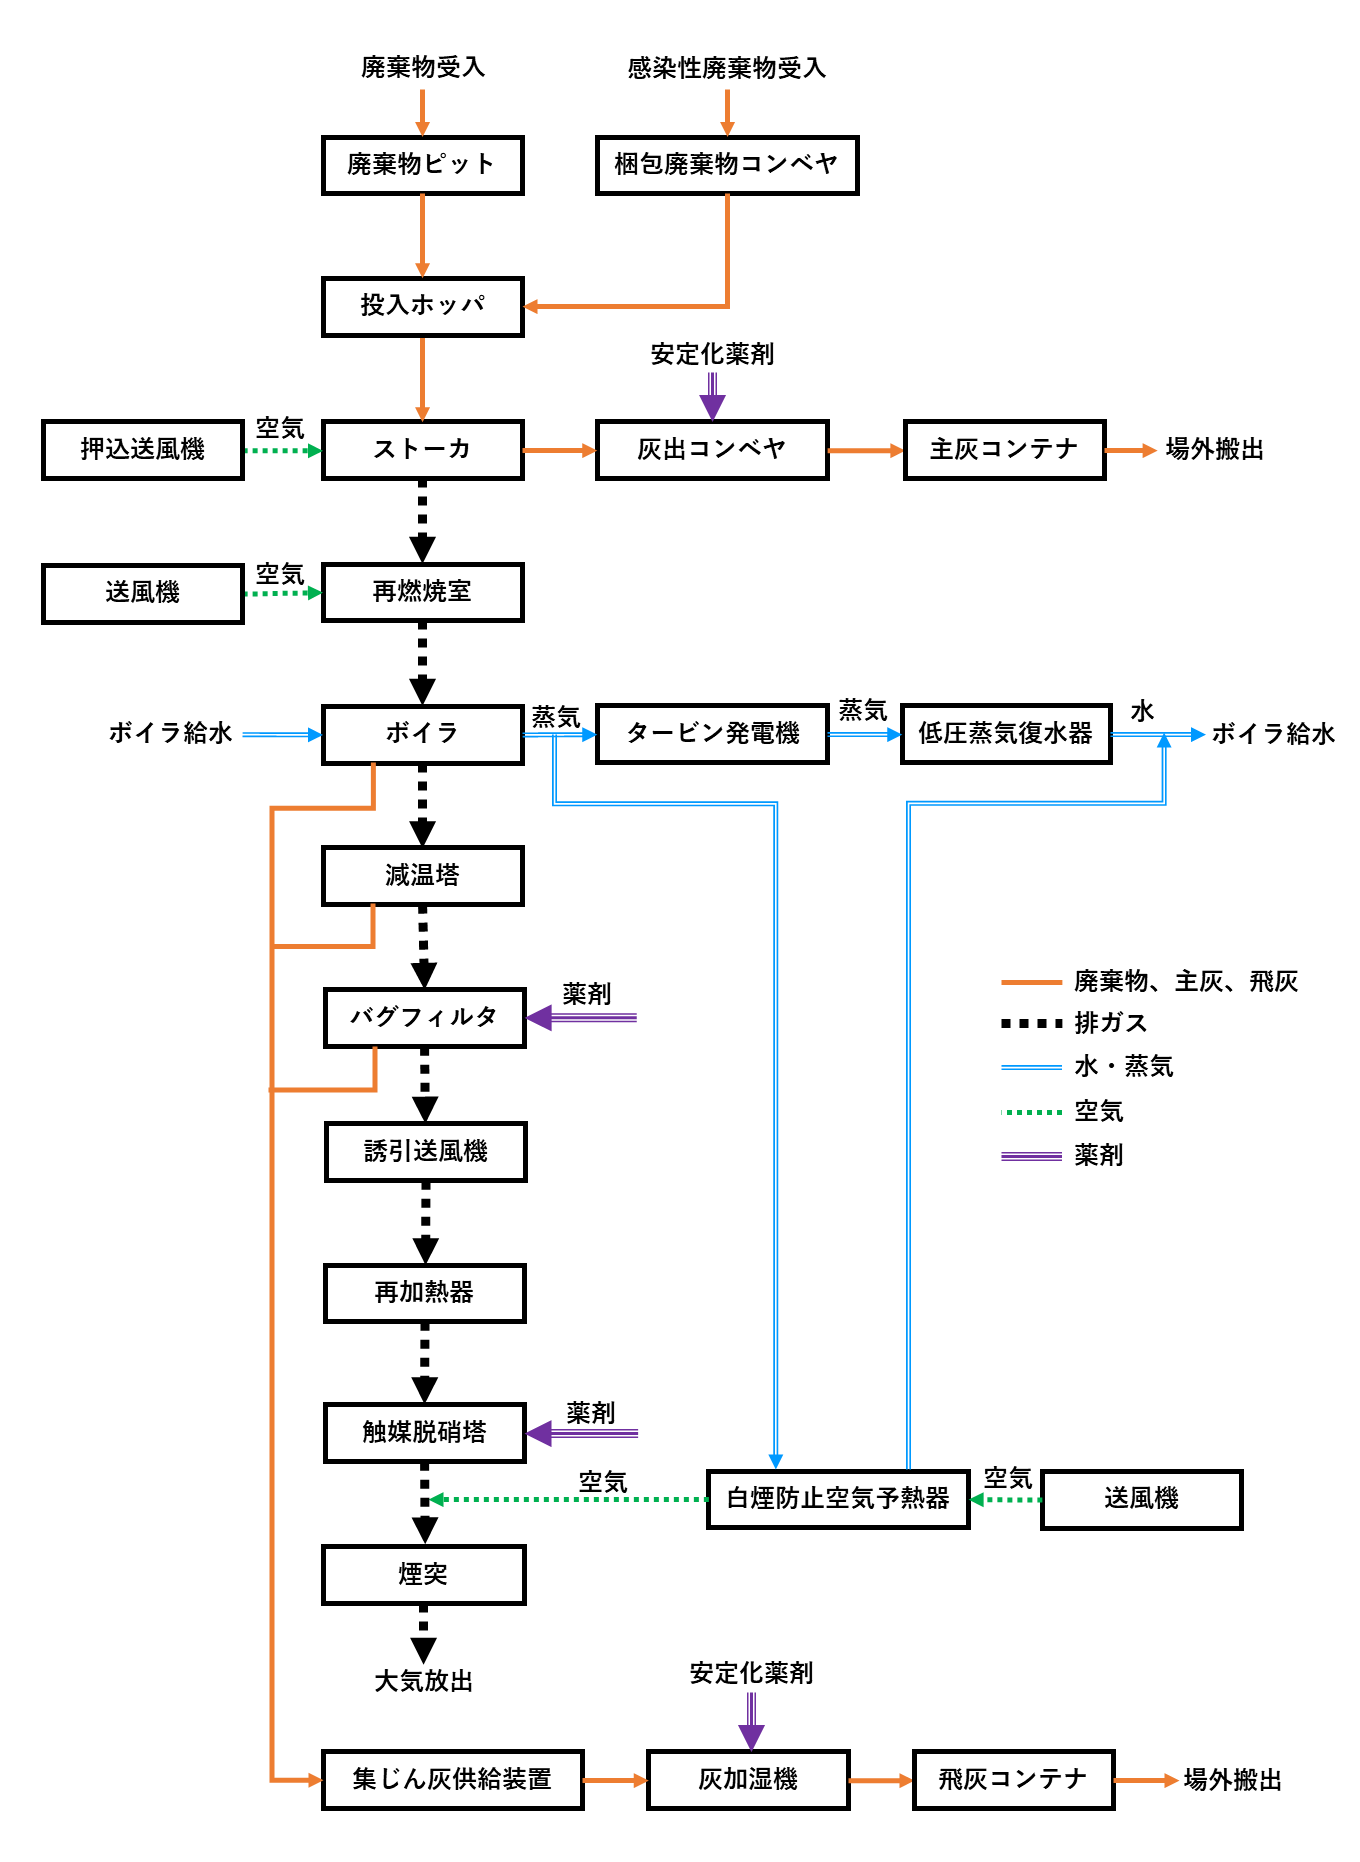 廃棄物受入
感染性廃棄物受入
廃棄物ピット
梱包廃棄物コンベヤ
投入ホッパ
安定化薬剤
押込送風機
空気
ストーカ
灰出コンベヤ
主灰コンテナ
場外搬出
送風機
空気
再燃焼室
ボイラ給水
ボイラ
蒸気
タービン発電機
蒸気
低圧蒸気復水器
水
ボイラ給水
減温塔
バグフィルタ
薬剤
廃棄物、主灰、飛灰
排ガス
水・蒸気
空気
薬剤
誘引送風機
再加熱器
触媒脱硝塔
薬剤
空気
白煙防止空気予熱器
空気
送風機
煙突
大気放出
安定化薬剤
集じん灰供給装置
灰加湿機
飛灰コンテナ
場外搬出